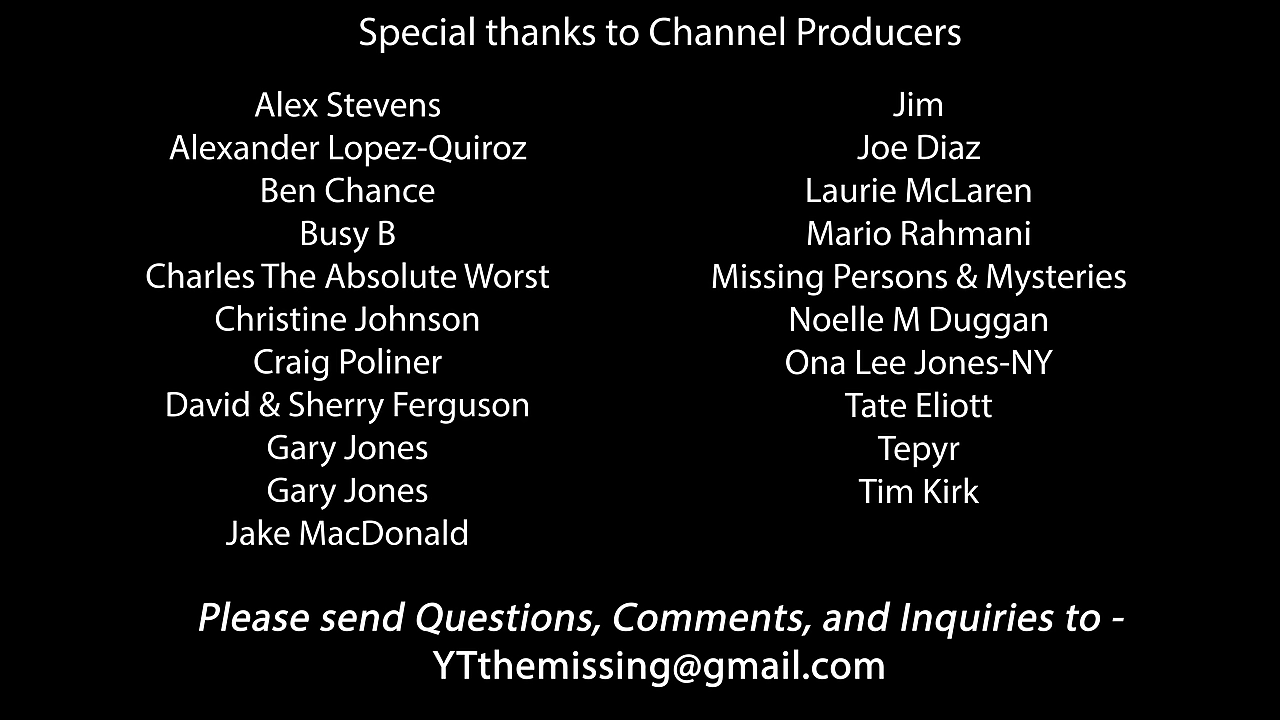 Special thanks to Channel Producers
Alex Stevens
Alexander Lopez-Quiroz
Ben Chance
Busy B
Charles The Absolute Worst
Christine Johnson
Craig Poliner
David & Sherry Ferguson
Gary Jones
Gary Jones
Jake MacDonald
Jim
Joe Diaz
Laurie McLaren
Mario Rahmani
Missing Persons & Mysteries
Noelle M Duggan
Ona Lee Jones-NY
Tate Eliott
Tepyr
Tim Kirk
Please send Questions, Comments, and Inquiries to -
YTthemissing@gmail.com